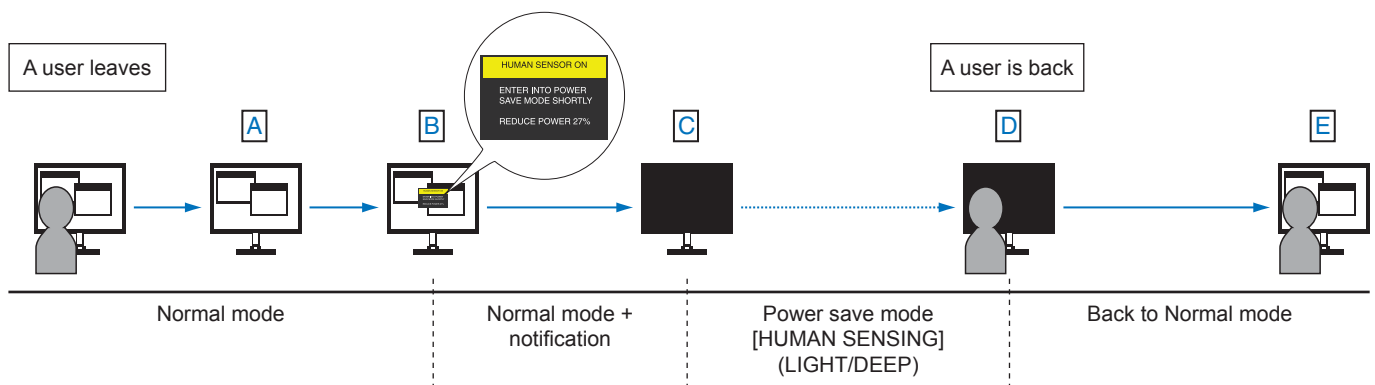 A user leaves
HUMAN SENSOR ON
ENTER INTO POWER
SAVE MODE SHORTLY
REDUCE POWER 27%
A user is back
A
B
C
D
E
Normal mode
Normal mode +
notification
Power save mode
[HUMAN SENSING]
(LIGHT/DEEP)
Back to Normal mode